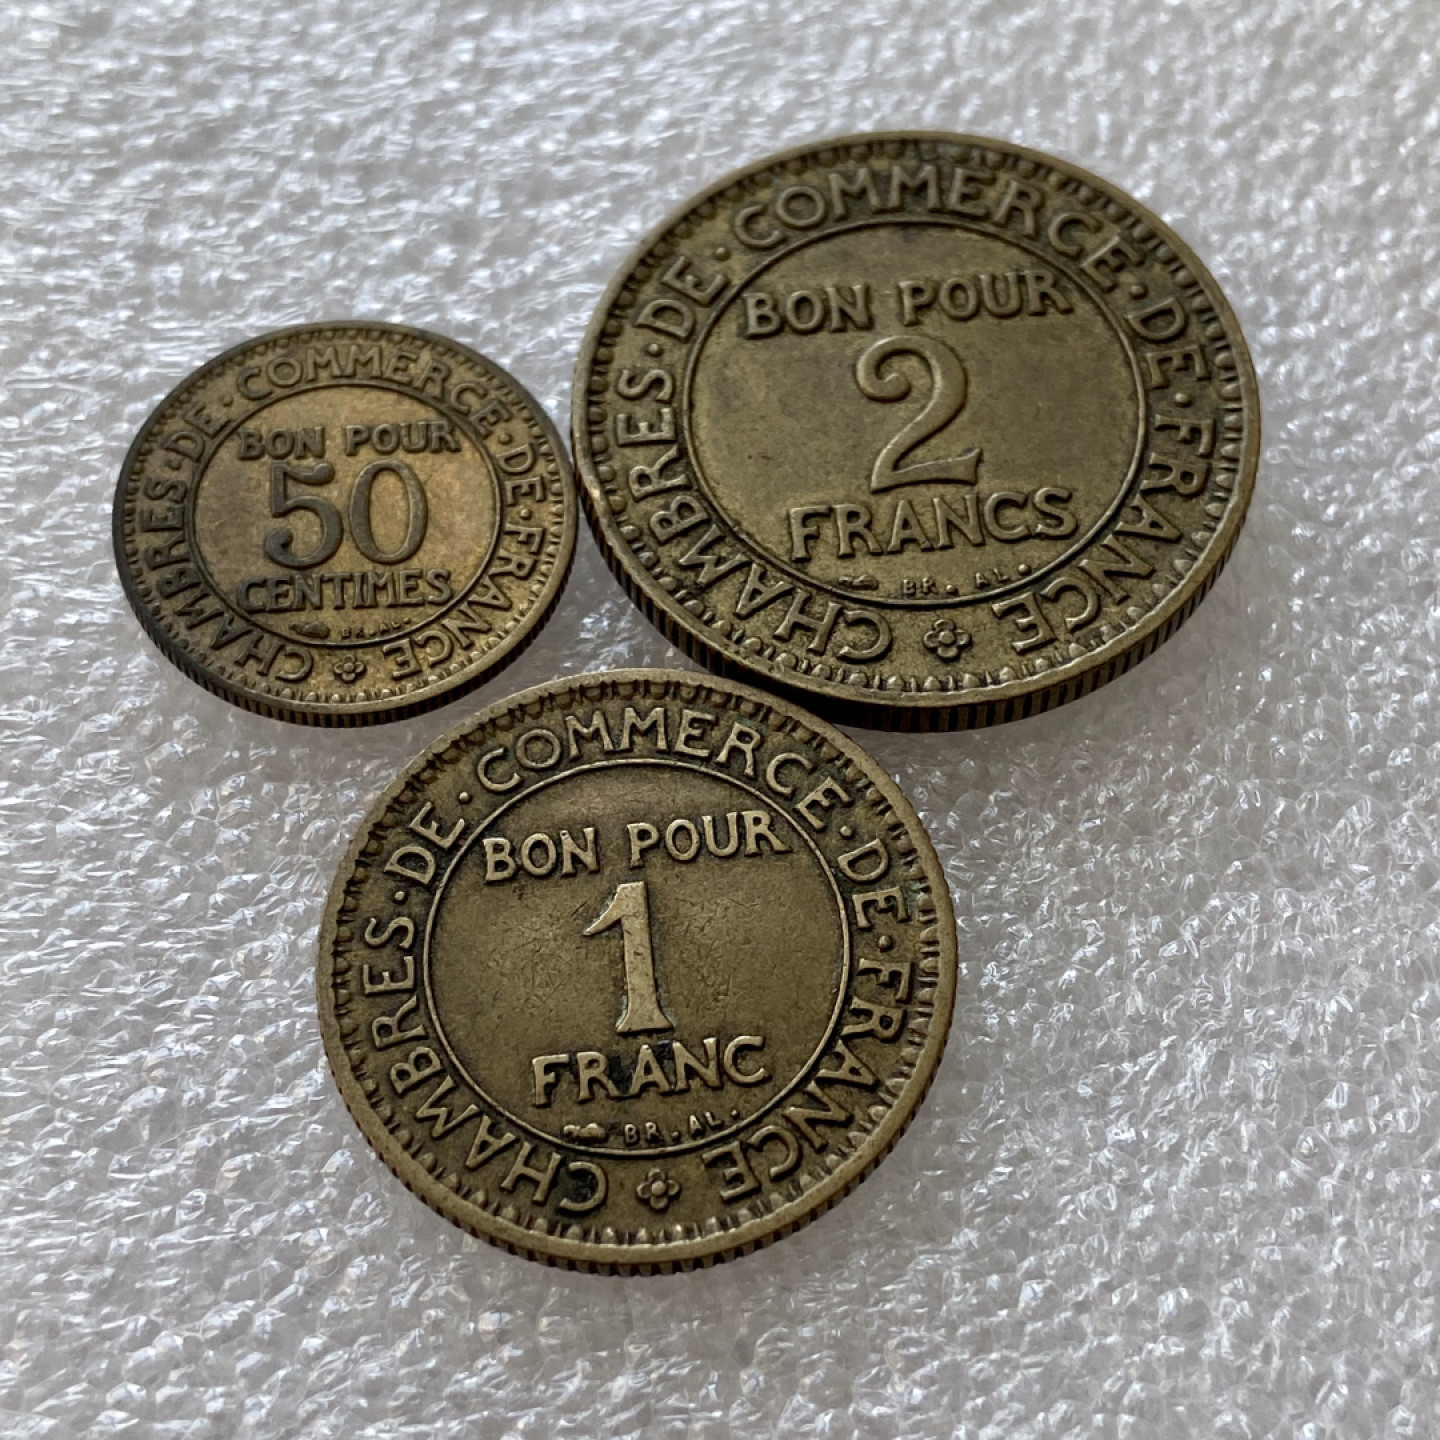 CHAMBRES·DE·COMMERCE·DE·FRANCE
BON POUR
50
CENTIMES
BR.AL.
CHAMBRES·DE·COMMERCE·DE·FRANCE
BON POUR
2
FRANCS
BR. AL.
CHAMBRES·DE·COMMERCE·DE·FRANCE
BON POUR
1
FRANC
BR.AL.